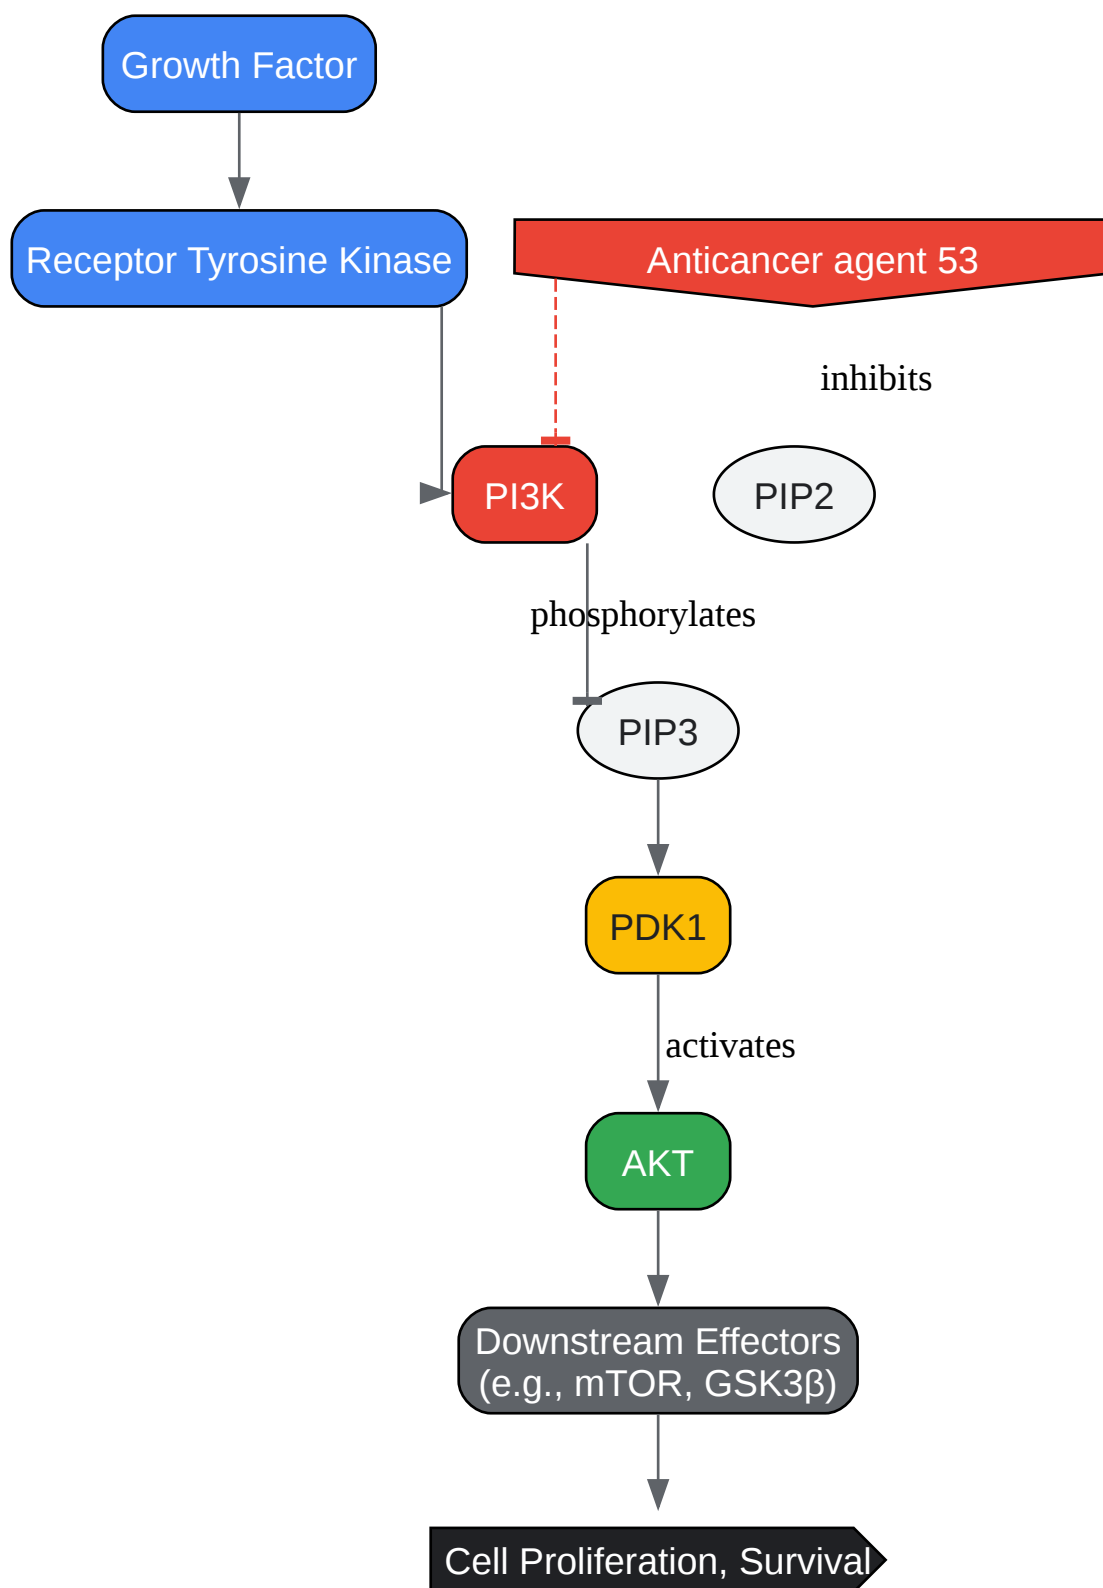 Growth Factor
Receptor Tyrosine Kinase
Anticancer agent 53
inhibits
PI3K
PIP2
phosphorylates
PIP3
PDK1
activates
AKT
Downstream Effectors
(e.g., mTOR, GSK3β)
Cell Proliferation, Survival